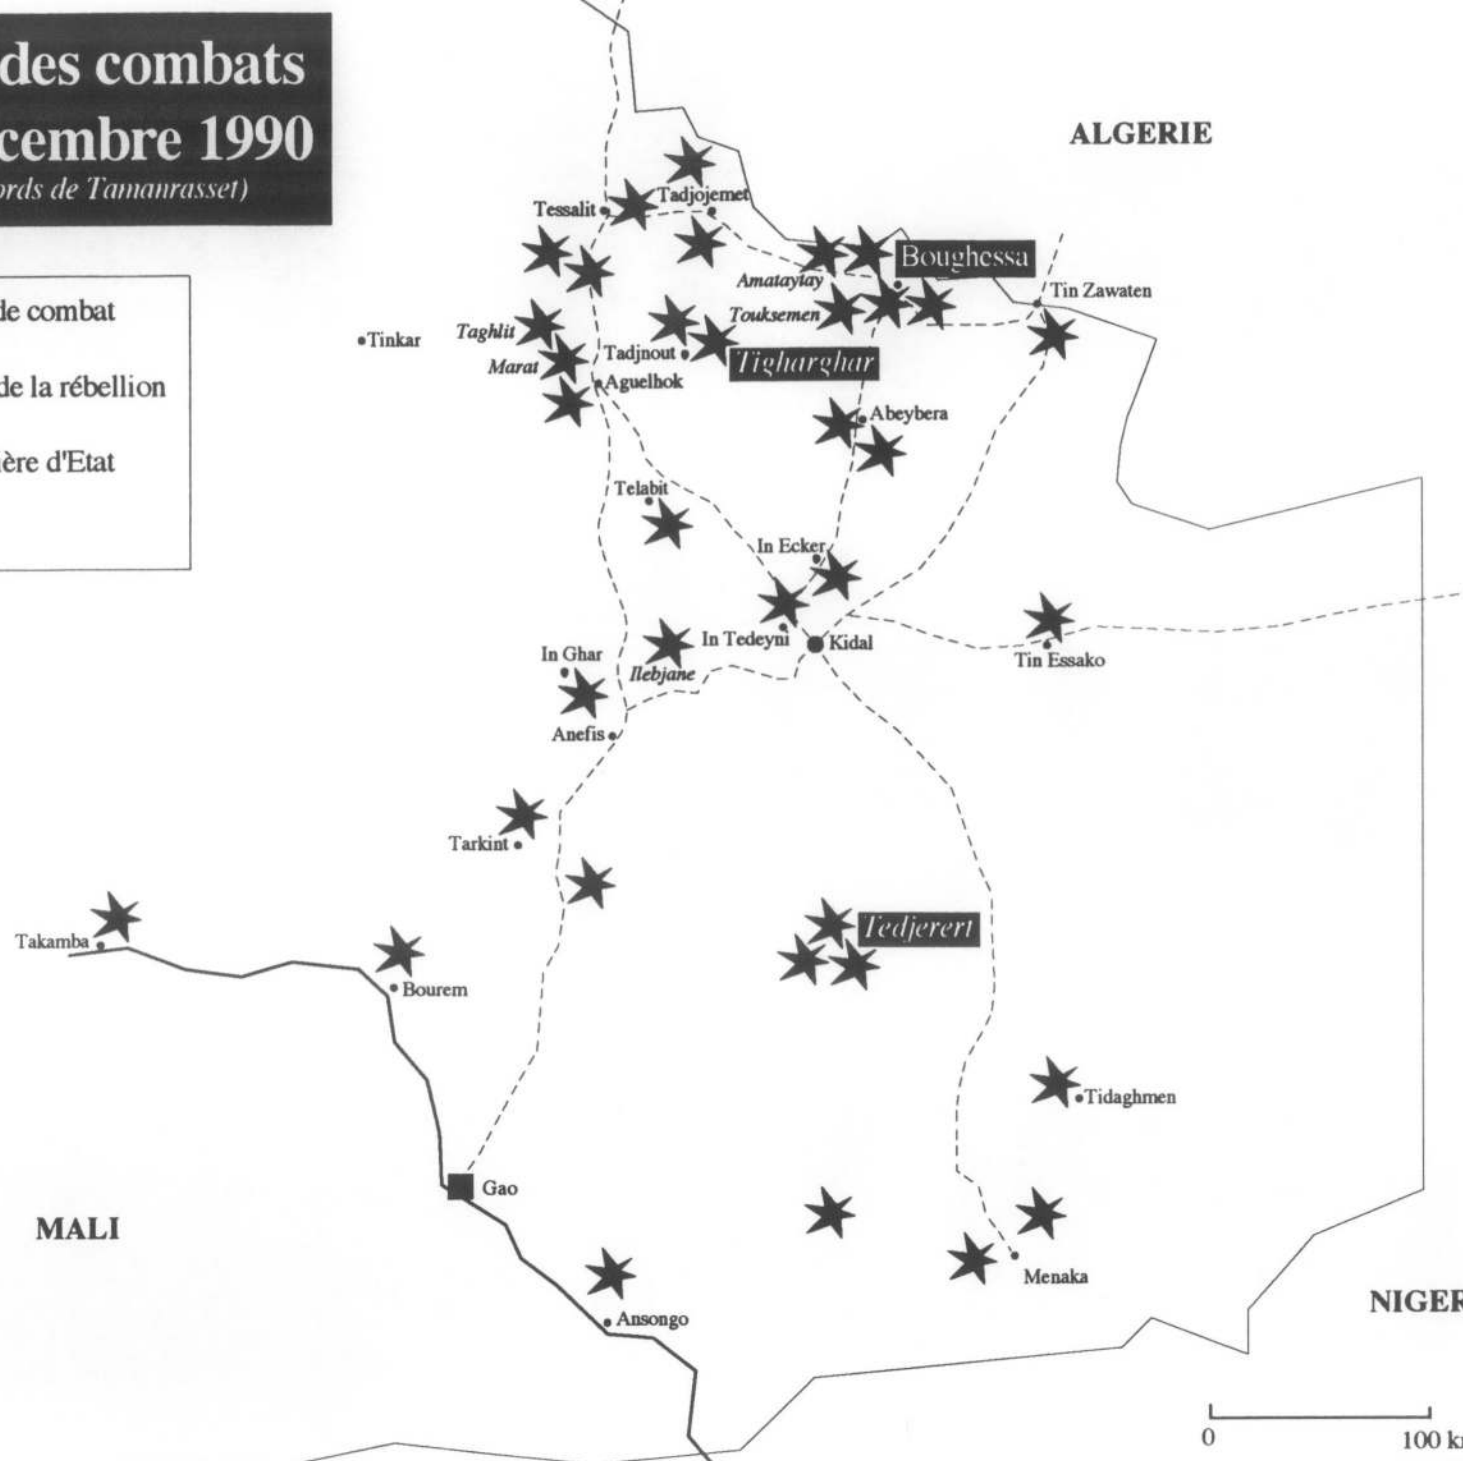 des combats
cembre 1990
ords de Tamanrasset)
de combat
de la rébellion
ière d'Etat
ALGERIE
Tadjojemet
Tessalit
Boughessa
Amataytay
Tin Zawaten
Touksemen
Taghlit
Tinkar
Tadjnout
Tigharghar
Marat
Aguelhok
Abeybera
Telabit
In Ecker
In Tedeyni
Kidal
In Ghar
Tin Essako
Ilebjane
Anefis
Tarkint
Tedjerert
Takamba
Bourem
Tidaghmen
Gao
MALI
Menaka
NIGER
Ansongo
0 100 k